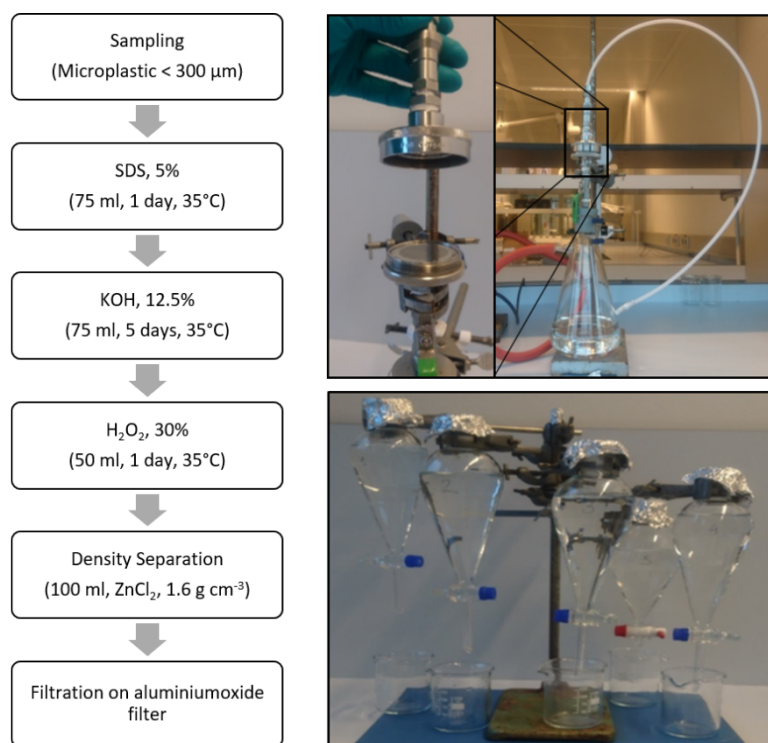 Sampling
(Microplastic < 300 µm)
SDS, 5%
(75 ml, 1 day, 35°C)
KOH, 12.5%
(75 ml, 5 days, 35°C)
H₂O₂, 30%
(50 ml, 1 day, 35°C)
Density Separation
(100 ml, ZnCl₂, 1.6 g cm⁻³)
Filtration on aluminiumoxide
filter